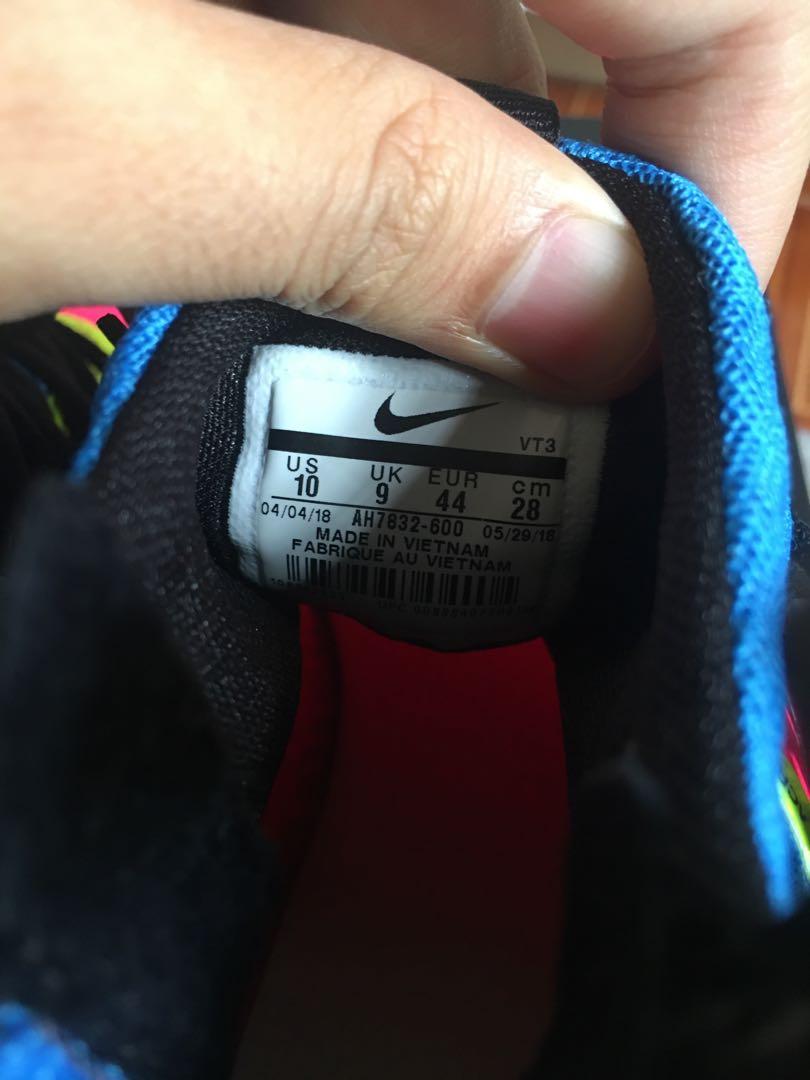 VT3
US UK EUR cm
10 9 44 28
04/04/18 AH7832-600 05/29/18
MADE IN VIETNAM
FABRIQUE AU VIETNAM
UPC